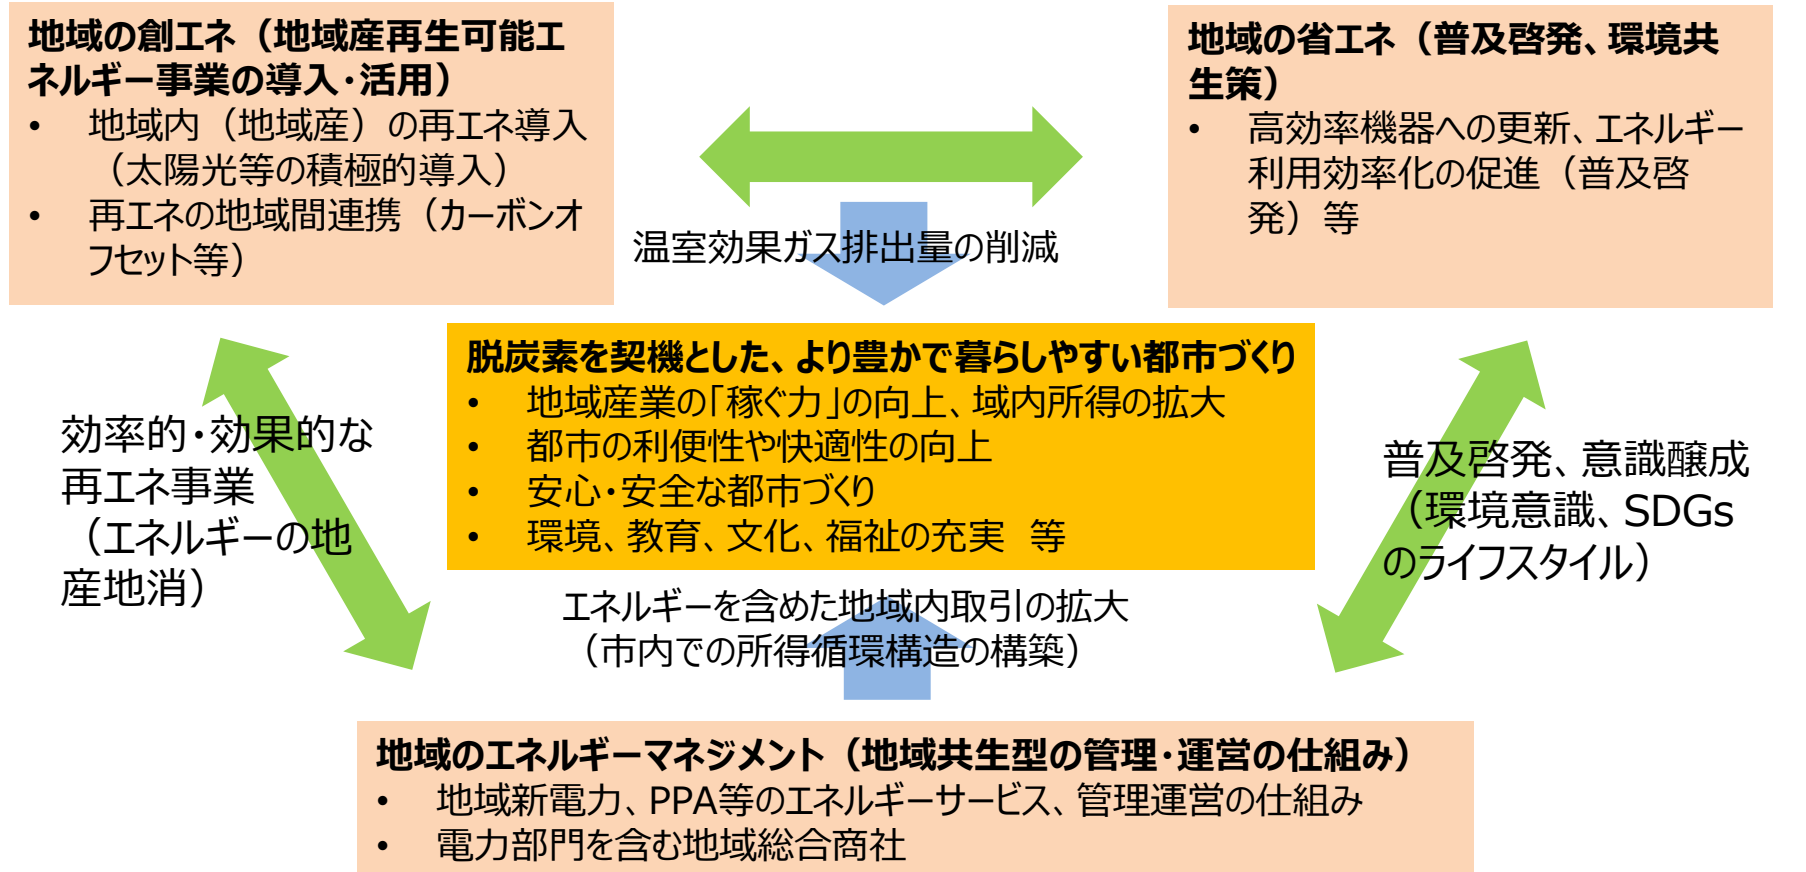 地域の創エネ（地域産再生可能エ
ネルギー事業の導入･活用）
• 地域内（地域産）の再エネ導入
（太陽光等の積極的導入）
• 再エネの地域間連携（カーボンオ
フセット等）
地域の省エネ（普及啓発、環境共
生策）
• 高効率機器への更新、エネルギー
利用効率化の促進（普及啓
発）等
温室効果ガス排出量の削減
脱炭素を契機とした、より豊かで暮らしやすい都市づくり
• 地域産業の｢稼ぐ力｣の向上、域内所得の拡大
• 都市の利便性や快適性の向上
• 安心･安全な都市づくり
• 環境、教育、文化、福祉の充実 等
効率的･効果的な
再エネ事業
（エネルギーの地
産地消）
普及啓発、意識醸成
（環境意識、SDGs
のライフスタイル）
エネルギーを含めた地域内取引の拡大
（市内での所得循環構造の構築）
地域のエネルギーマネジメント（地域共生型の管理･運営の仕組み）
• 地域新電力、PPA等のエネルギーサービス、管理運営の仕組み
• 電力部門を含む地域総合商社